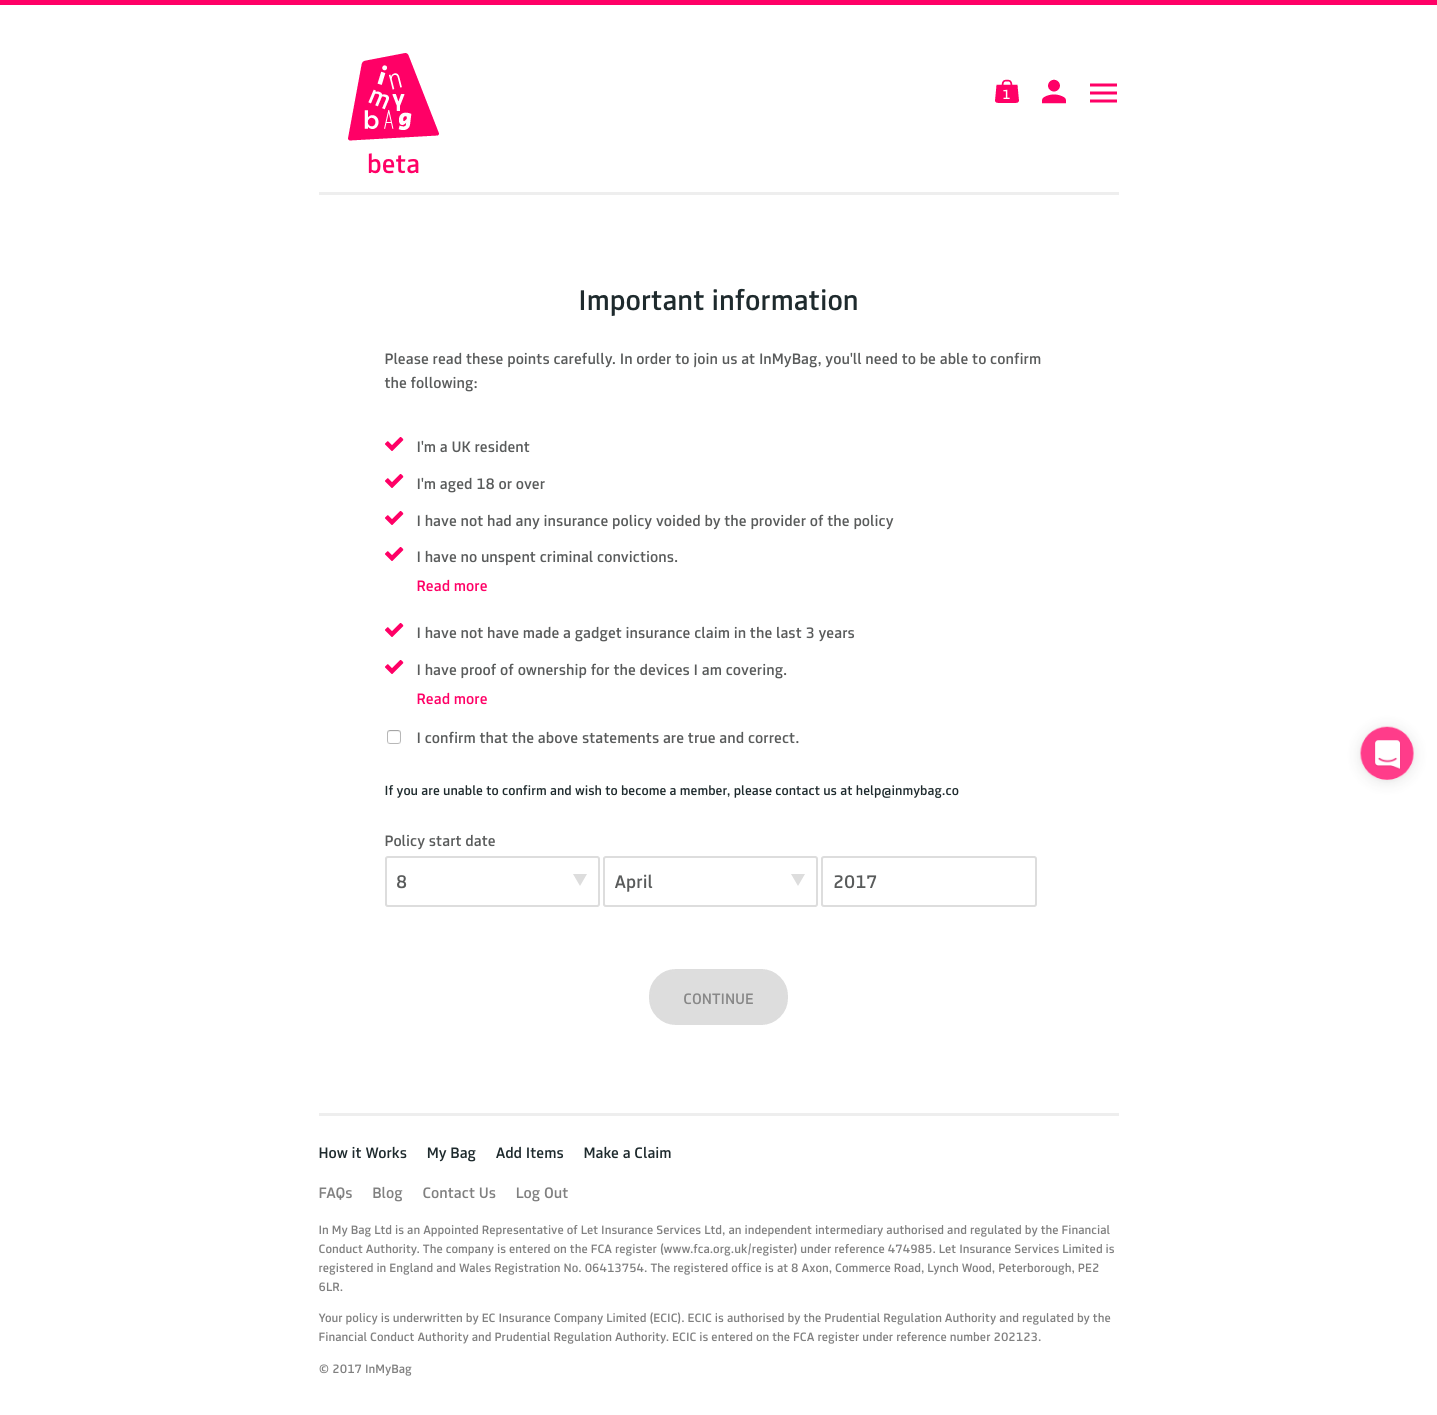 in
my
bAg
beta
1
Important information
Please read these points carefully. In order to join us at InMyBag, you'll need to be able to confirm
the following:
I'm a UK resident
I'm aged 18 or over
I have not had any insurance policy voided by the provider of the policy
I have no unspent criminal convictions.
Read more
I have not have made a gadget insurance claim in the last 3 years
I have proof of ownership for the devices I am covering.
Read more
I confirm that the above statements are true and correct.
If you are unable to confirm and wish to become a member, please contact us at help@inmybag.co
Policy start date
8 April 2017
CONTINUE
How it Works My Bag Add Items Make a Claim
FAQs Blog Contact Us Log Out
In My Bag Ltd is an Appointed Representative of Let Insurance Services Ltd, an independent intermediary authorised and regulated by the Financial
Conduct Authority. The company is entered on the FCA register (www.fca.org.uk/register) under reference 474985. Let Insurance Services Limited is
registered in England and Wales Registration No. 06413754. The registered office is at 8 Axon, Commerce Road, Lynch Wood, Peterborough, PE2
6LR.
Your policy is underwritten by EC Insurance Company Limited (ECIC). ECIC is authorised by the Prudential Regulation Authority and regulated by the
Financial Conduct Authority and Prudential Regulation Authority. ECIC is entered on the FCA register under reference number 202123.
© 2017 InMyBag